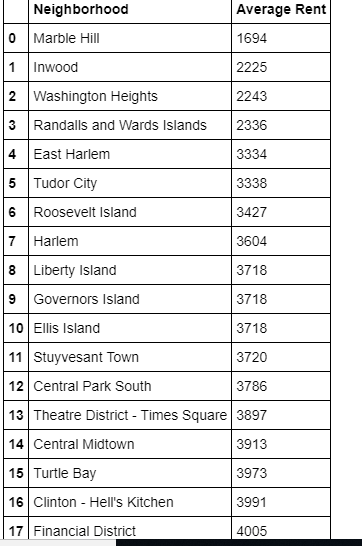 Neighborhood Average Rent
0 Marble Hill 1694
1 Inwood 2225
2 Washington Heights 2243
3 Randalls and Wards Islands 2336
4 East Harlem 3334
5 Tudor City 3338
6 Roosevelt Island 3427
7 Harlem 3604
8 Liberty Island 3718
9 Governors Island 3718
10 Ellis Island 3718
11 Stuyvesant Town 3720
12 Central Park South 3786
13 Theatre District - Times Square 3897
14 Central Midtown 3913
15 Turtle Bay 3973
16 Clinton - Hell's Kitchen 3991
17 Financial District 4005